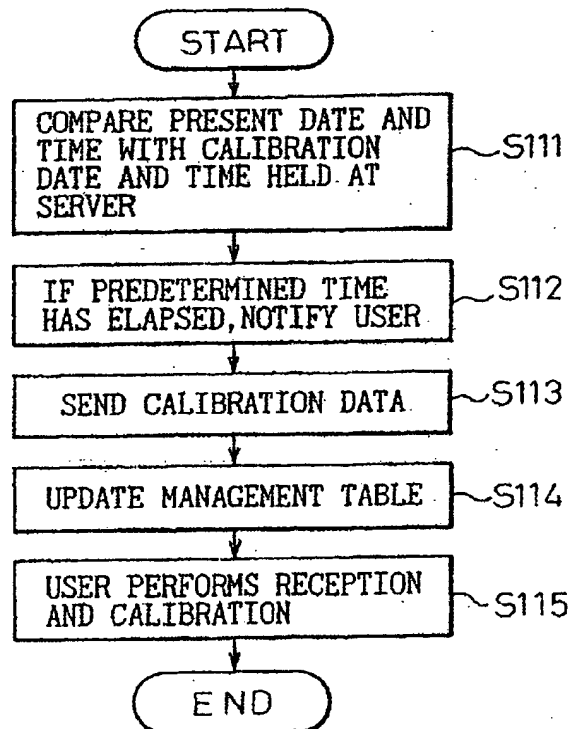 START
COMPARE PRESENT DATE AND
TIME WITH CALIBRATION
DATE AND TIME HELD AT
SERVER
S111
IF PREDETERMINED TIME
HAS ELAPSED, NOTIFY USER
S112
SEND CALIBRATION DATA
S113
UPDATE MANAGEMENT TABLE
S114
USER PERFORMS RECEPTION
AND CALIBRATION
S115
END